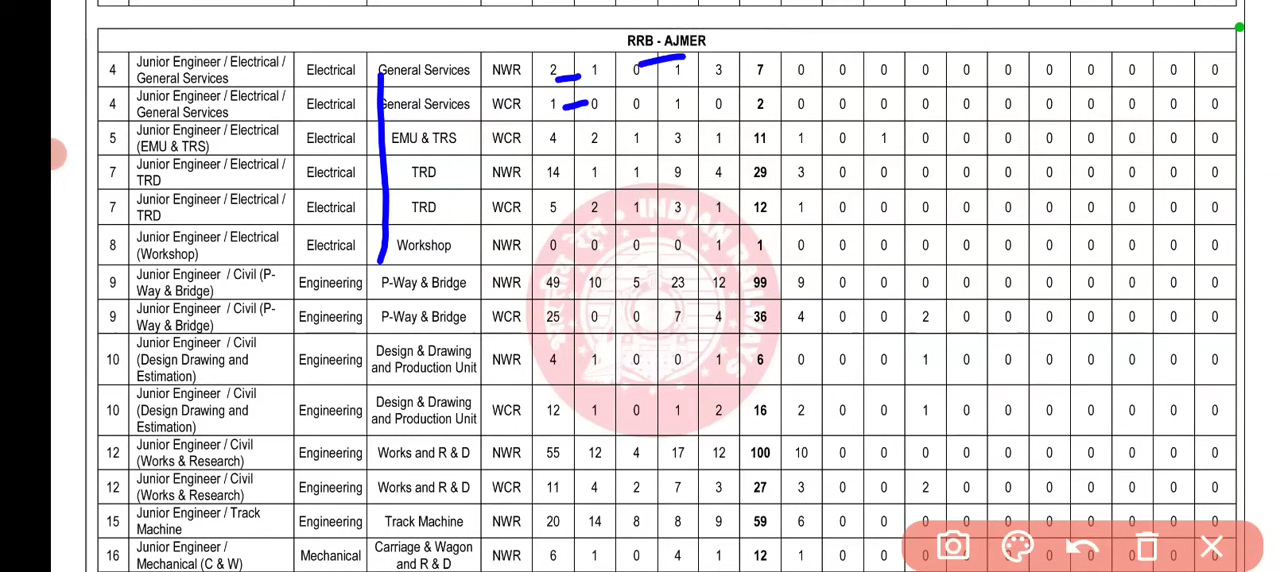 RRB - AJMER
4 Junior Engineer / Electrical / General Services Electrical General Services NWR 2 1 0 1 3 7 0 0 0 0 0 0 0 0 0 0 0
4 Junior Engineer / Electrical / General Services Electrical General Services WCR 1 0 0 1 0 2 0 0 0 0 0 0 0 0 0 0 0
5 Junior Engineer / Electrical (EMU & TRS) Electrical EMU & TRS WCR 4 2 1 3 1 11 1 0 1 0 0 0 0 0 0 0 0
7 Junior Engineer / Electrical / TRD Electrical TRD NWR 14 1 1 9 4 29 3 0 0 0 0 0 0 0 0 0 0
7 Junior Engineer / Electrical / TRD Electrical TRD WCR 5 2 1 3 1 12 1 0 0 0 0 0 0 0 0 0 0
8 Junior Engineer / Electrical (Workshop) Electrical Workshop NWR 0 0 0 0 1 1 0 0 0 0 0 0 0 0 0 0 0
9 Junior Engineer / Civil (P-Way & Bridge) Engineering P-Way & Bridge NWR 49 10 5 23 12 99 9 0 0 0 0 0 0 0 0 0 0
9 Junior Engineer / Civil (P-Way & Bridge) Engineering P-Way & Bridge WCR 25 0 0 7 4 36 4 0 0 2 0 0 0 0 0 0 0
10 Junior Engineer / Civil (Design Drawing and Estimation) Engineering Design & Drawing and Production Unit NWR 4 1 0 0 1 6 0 0 0 1 0 0 0 0 0 0 0
10 Junior Engineer / Civil (Design Drawing and Estimation) Engineering Design & Drawing and Production Unit WCR 12 1 0 1 2 16 2 0 0 1 0 0 0 0 0 0 0
12 Junior Engineer / Civil (Works & Research) Engineering Works and R & D NWR 55 12 4 17 12 100 10 0 0 0 0 0 0 0 0 0 0
12 Junior Engineer / Civil (Works & Research) Engineering Works and R & D WCR 11 4 2 7 3 27 3 0 0 2 0 0 0 0 0 0 0
15 Junior Engineer / Track Machine Engineering Track Machine NWR 20 14 8 8 9 59 6 0 0 0 0 0 0 0 0 0 0
16 Junior Engineer / Mechanical (C & W) Mechanical Carriage & Wagon and R & D NWR 6 1 0 4 1 12 1 0 0
INDIAN RAILWAYS